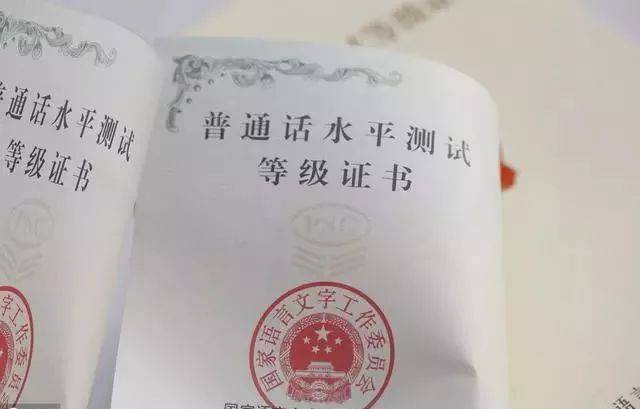 普通话水平测试
等级证书
普通话水平测试
等级证书
PSC
国家语言文字工作委员会